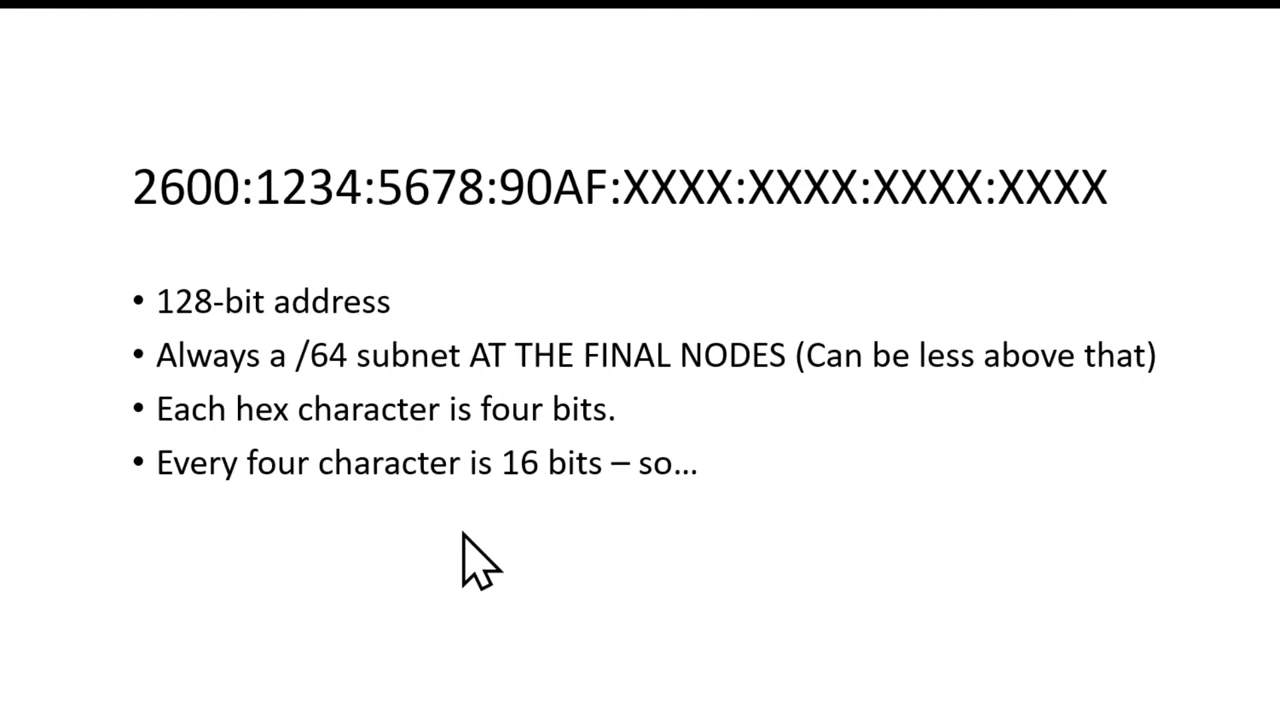 2600:1234:5678:90AF:XXXX:XXXX:XXXX:XXXX
• 128-bit address
• Always a /64 subnet AT THE FINAL NODES (Can be less above that)
• Each hex character is four bits.
• Every four character is 16 bits – so…